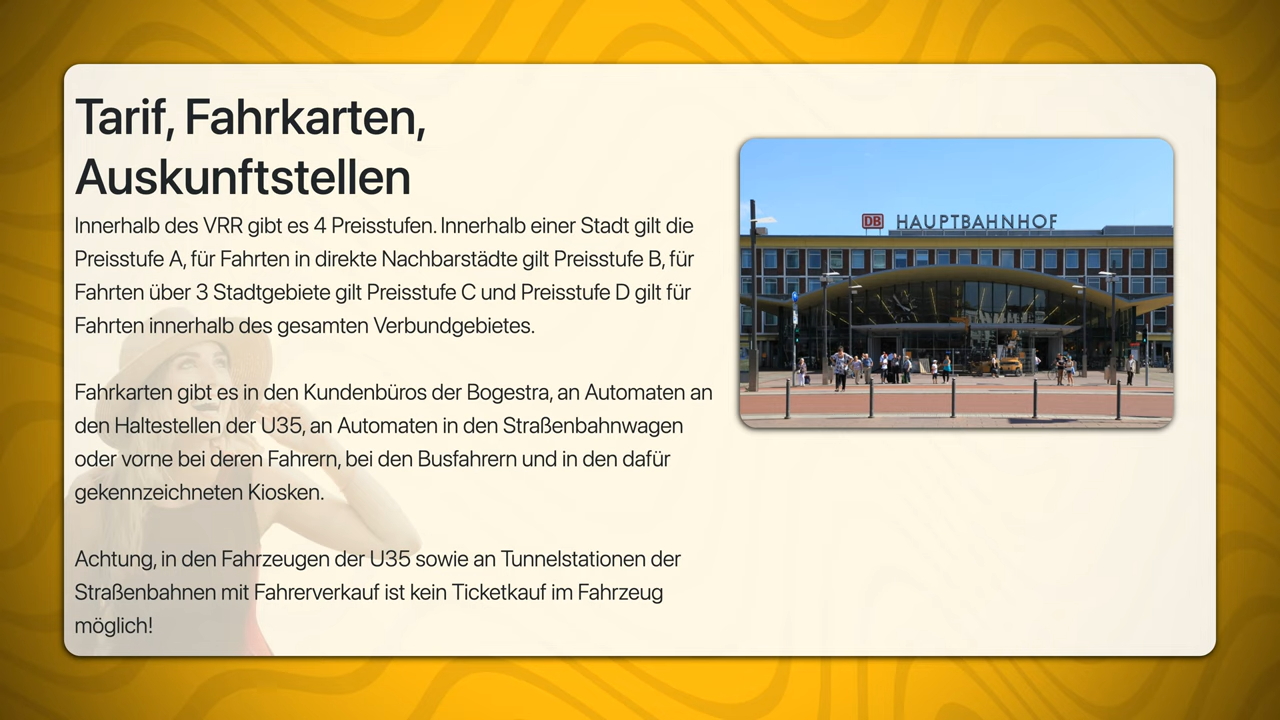 Tarif, Fahrkarten,
Auskunftstellen
Innerhalb des VRR gibt es 4 Preisstufen. Innerhalb einer Stadt gilt die
Preisstufe A, für Fahrten in direkte Nachbarstädte gilt Preisstufe B, für
Fahrten über 3 Stadtgebiete gilt Preisstufe C und Preisstufe D gilt für
Fahrten innerhalb des gesamten Verbundgebietes.
Fahrkarten gibt es in den Kundenbüros der Bogestra, an Automaten an
den Haltestellen der U35, an Automaten in den Straßenbahnwagen
oder vorne bei deren Fahrern, bei den Busfahrern und in den dafür
gekennzeichneten Kiosken.
Achtung, in den Fahrzeugen der U35 sowie an Tunnelstationen der
Straßenbahnen mit Fahrerverkauf ist kein Ticketkauf im Fahrzeug
möglich!
DB HAUPTBAHNHOF